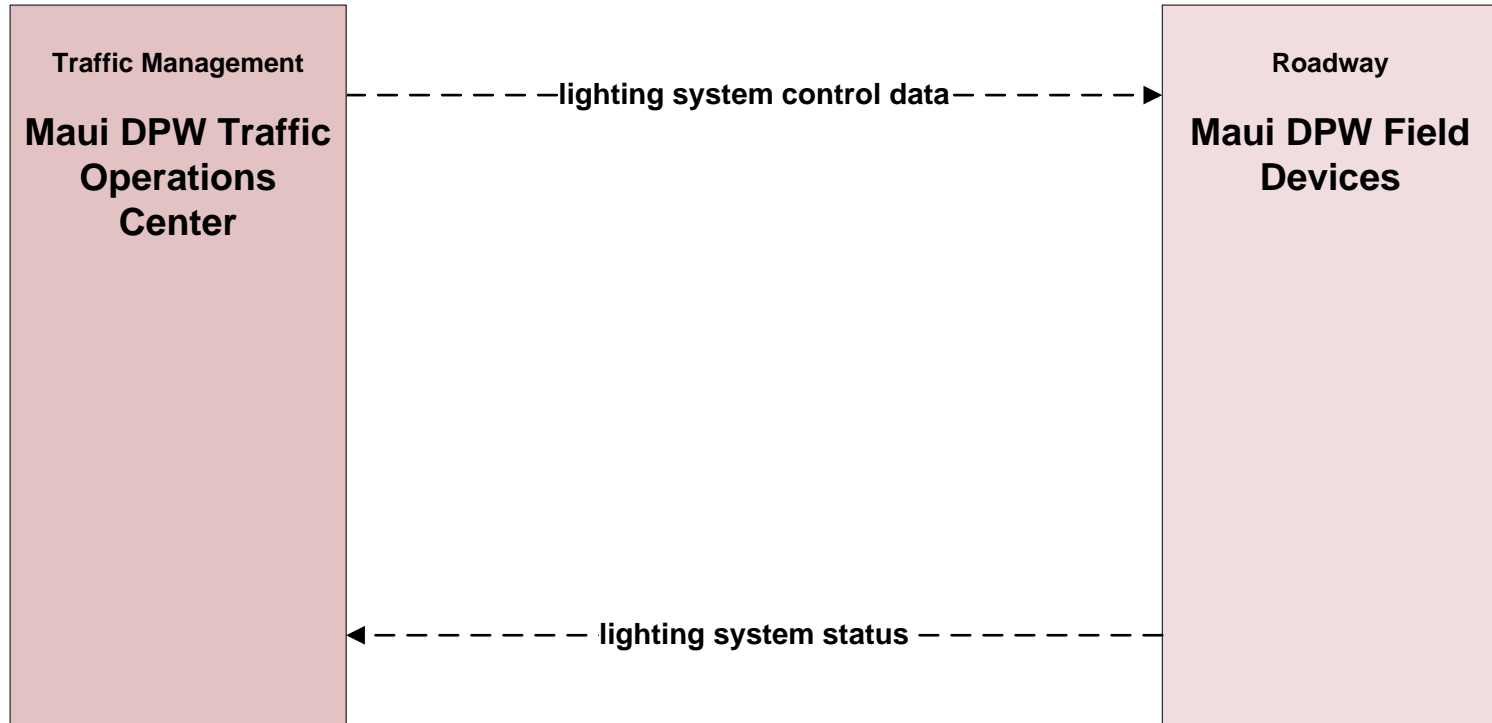 Traffic Management
Maui DPW Traffic
Operations
Center
lighting system control data
Roadway
Maui DPW Field
Devices
lighting system status